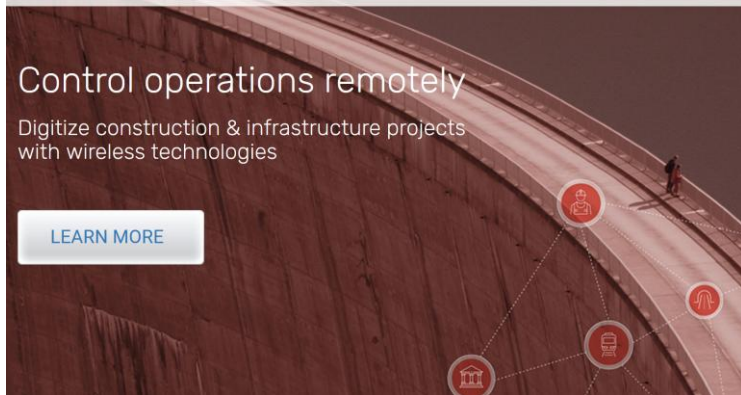 Control operations remotely
Digitize construction & infrastructure projects
with wireless technologies
LEARN MORE